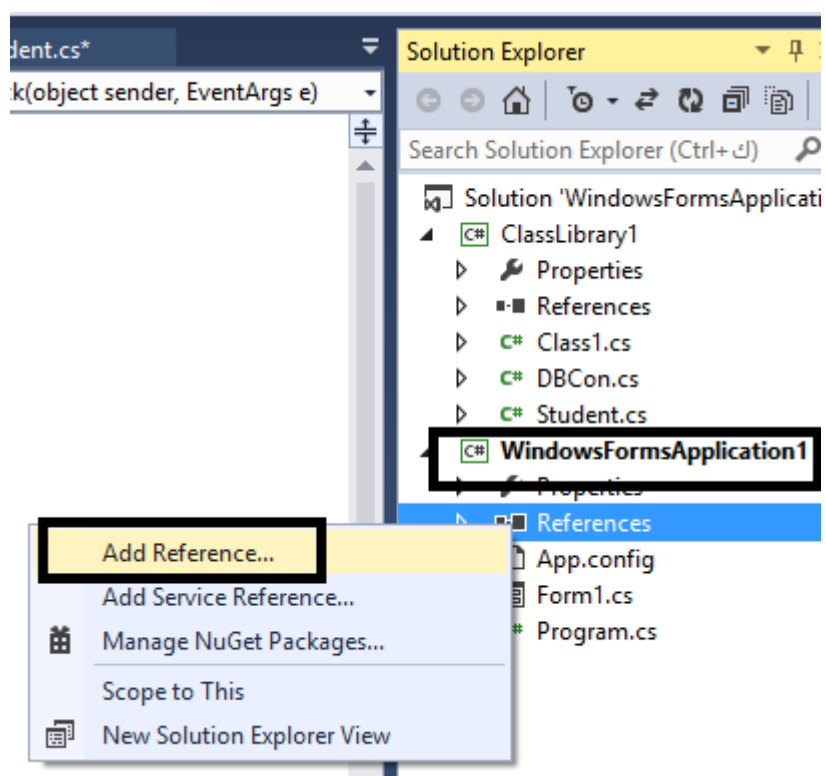 dent.cs*
k(object sender, EventArgs e)
Solution Explorer
Search Solution Explorer (Ctrl+ك)
Solution 'WindowsFormsApplicati
C# ClassLibrary1
Properties
References
C# Class1.cs
C# DBCon.cs
C# Student.cs
C# WindowsFormsApplication1
Properties
References
App.config
Form1.cs
Program.cs
Add Reference...
Add Service Reference...
Manage NuGet Packages...
Scope to This
New Solution Explorer View